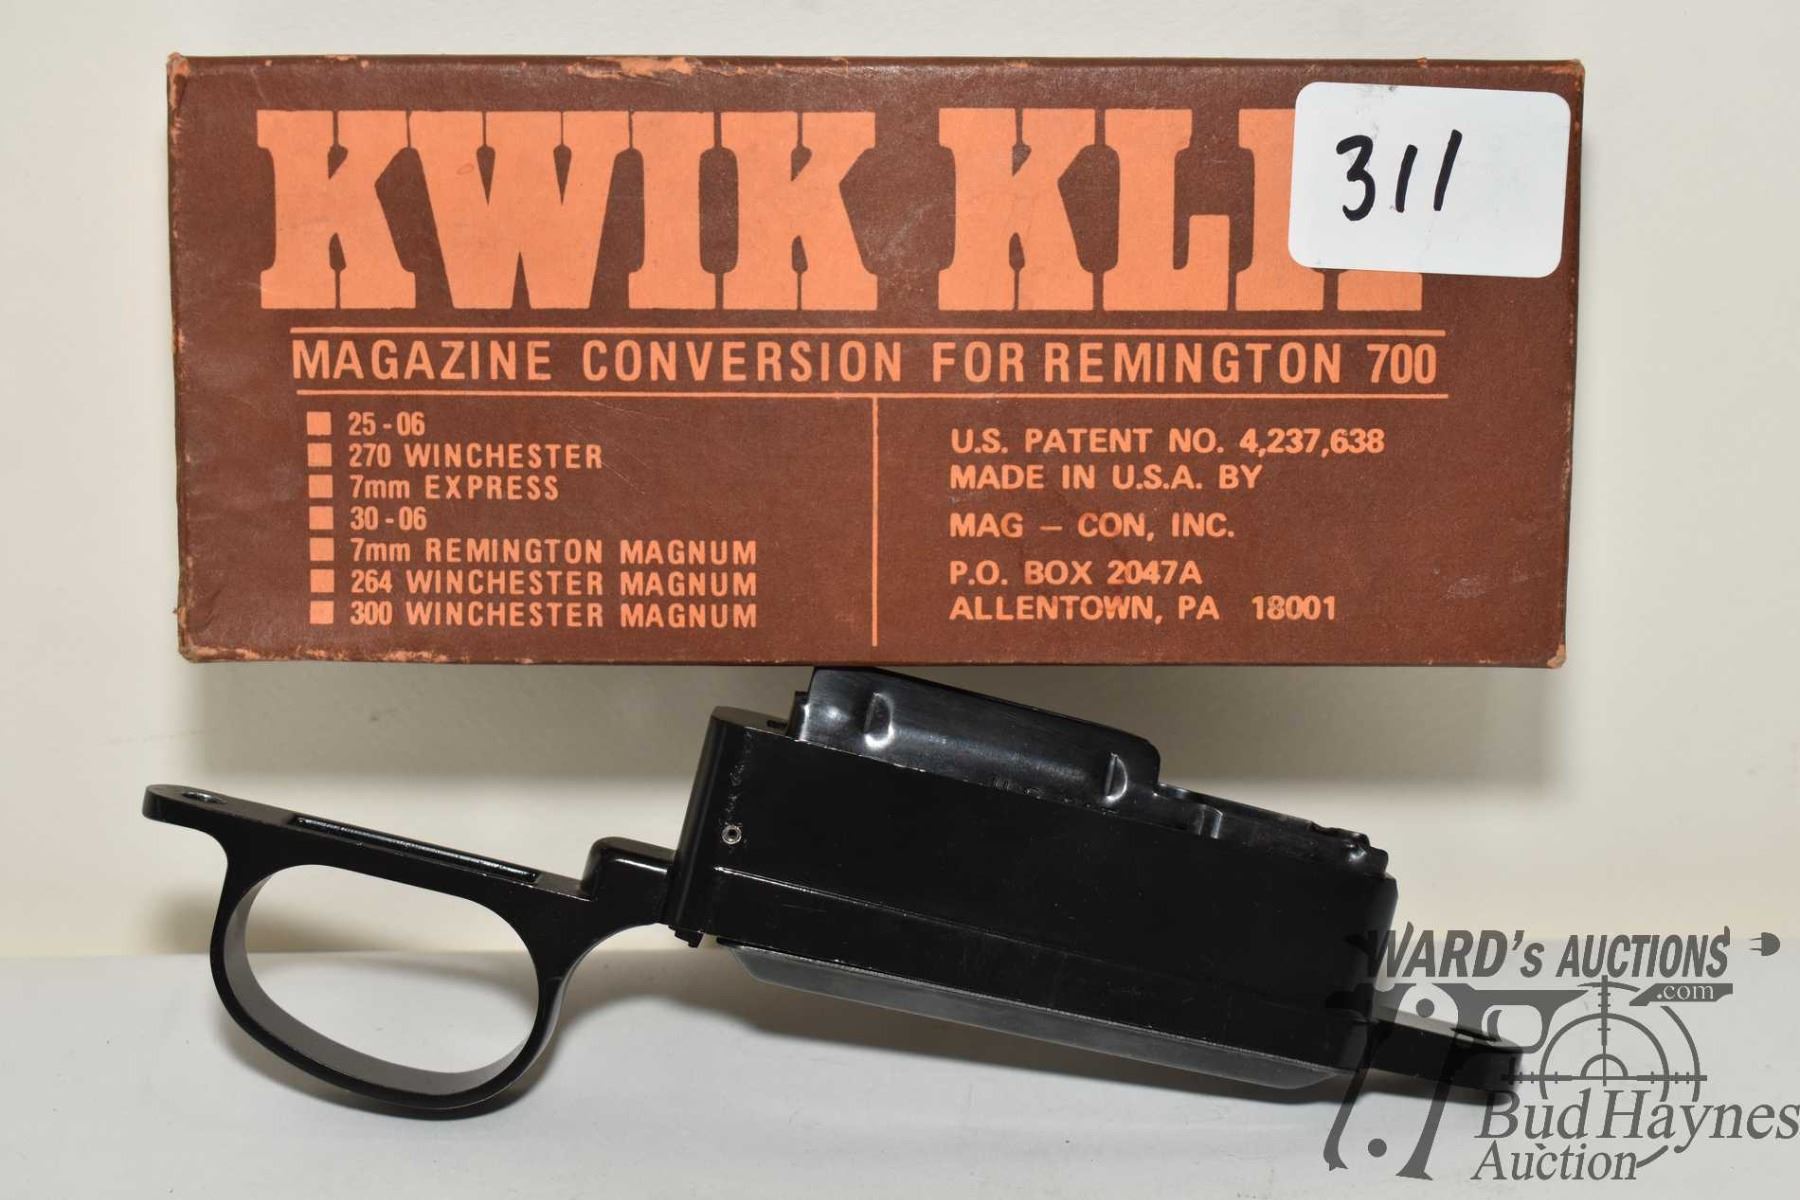 KWIK
311
MAGAZINE CONVERSION FOR REMINGTON 700
25-06
270 WINCHESTER
7mm EXPRESS
30-06
7mm REMINGTON MAGNUM
264 WINCHESTER MAGNUM
300 WINCHESTER MAGNUM
U.S. PATENT NO. 4,237,638
MADE IN U.S.A. BY
MAG – CON, INC.
P.O. BOX 2047A
ALLENTOWN, PA 18001
WARD's AUCTIONS
.com
Bud Haynes
Auction